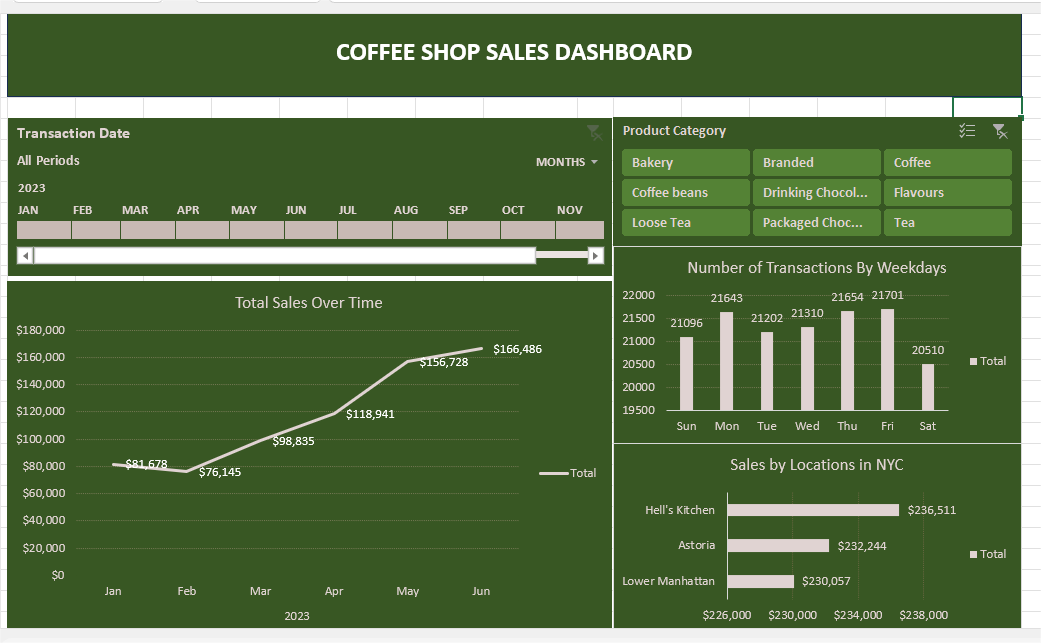 COFFEE SHOP SALES DASHBOARD
Transaction Date
All Periods
MONTHS
2023
JAN FEB MAR APR MAY JUN JUL AUG SEP OCT NOV
Product Category
Bakery Branded Coffee
Coffee beans Drinking Chocol... Flavours
Loose Tea Packaged Choc... Tea
Total Sales Over Time
$180,000
$160,000
$140,000
$120,000
$100,000
$80,000
$60,000
$40,000
$20,000
$0
$81,678
$76,145
$98,835
$118,941
$156,728
$166,486
Total
Jan Feb Mar Apr May Jun
2023
Number of Transactions By Weekdays
22000
21500
21000
20500
20000
19500
21096 21643 21202 21310 21654 21701 20510
Total
Sun Mon Tue Wed Thu Fri Sat
Sales by Locations in NYC
Hell's Kitchen $236,511
Astoria $232,244
Lower Manhattan $230,057
Total
$226,000 $230,000 $234,000 $238,000